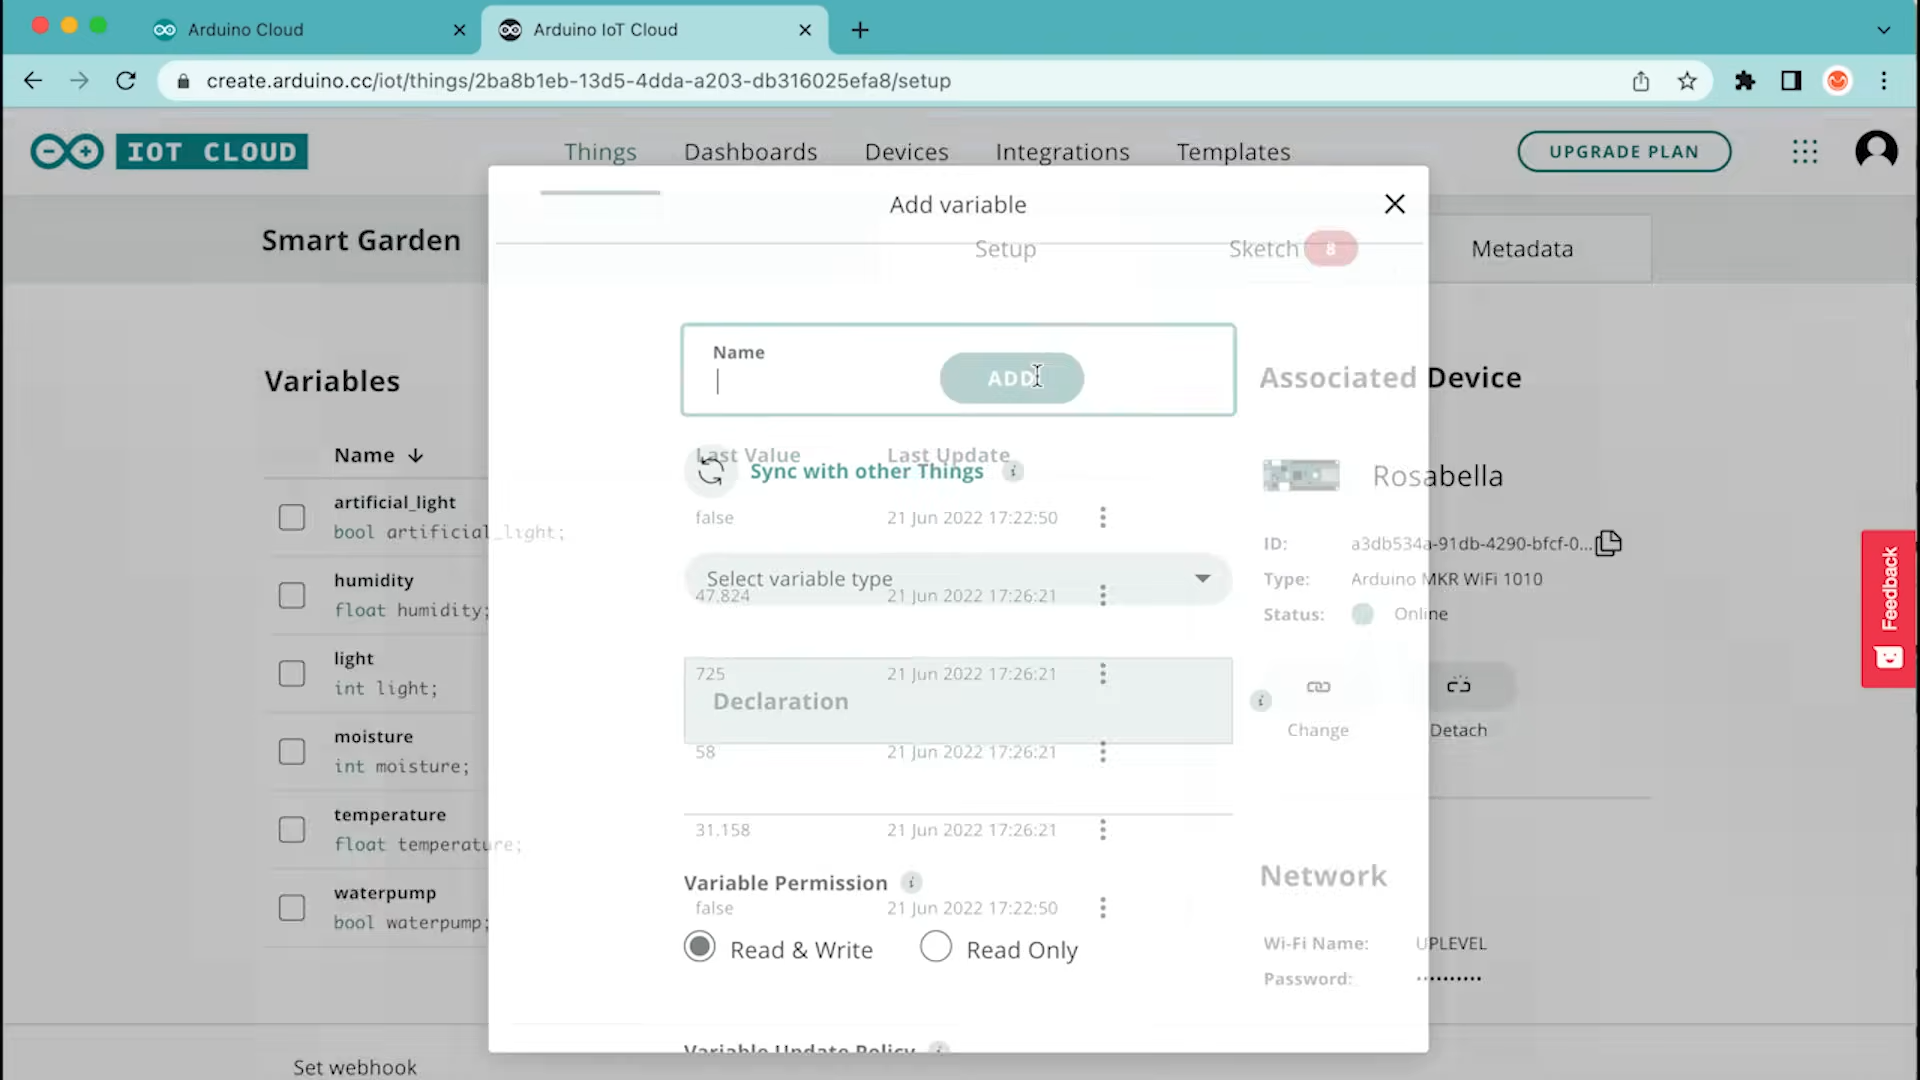 Arduino Cloud
Arduino IoT Cloud
create.arduino.cc/iot/things/2ba8b1eb-13d5-4dda-a203-db316025efa8/setup
IOT CLOUD
Things
Dashboards
Devices
Integrations
Templates
UPGRADE PLAN
Add variable
Smart Garden
Setup
Sketch 8
Metadata
Name
ADD
Variables
Associated Device
Name
Last Value
Last Update
Sync with other Things
Rosabella
artificial_light
bool artificial_light;
false
21 Jun 2022 17:22:50
ID:
a3db534a-91db-4290-bfcf-0...
Select variable type
Type:
Arduino MKR WiFi 1010
humidity
float humidity;
47.824
21 Jun 2022 17:26:21
Status:
Online
light
int light;
725
21 Jun 2022 17:26:21
Declaration
Change
Detach
moisture
int moisture;
58
21 Jun 2022 17:26:21
temperature
float temperature;
31.158
21 Jun 2022 17:26:21
Variable Permission
Network
waterpump
bool waterpump;
false
21 Jun 2022 17:22:50
Read & Write
Read Only
Wi-Fi Name:
UPLEVEL
Password:
••••••••••
Variable Update Policy
Set webhook
Feedback